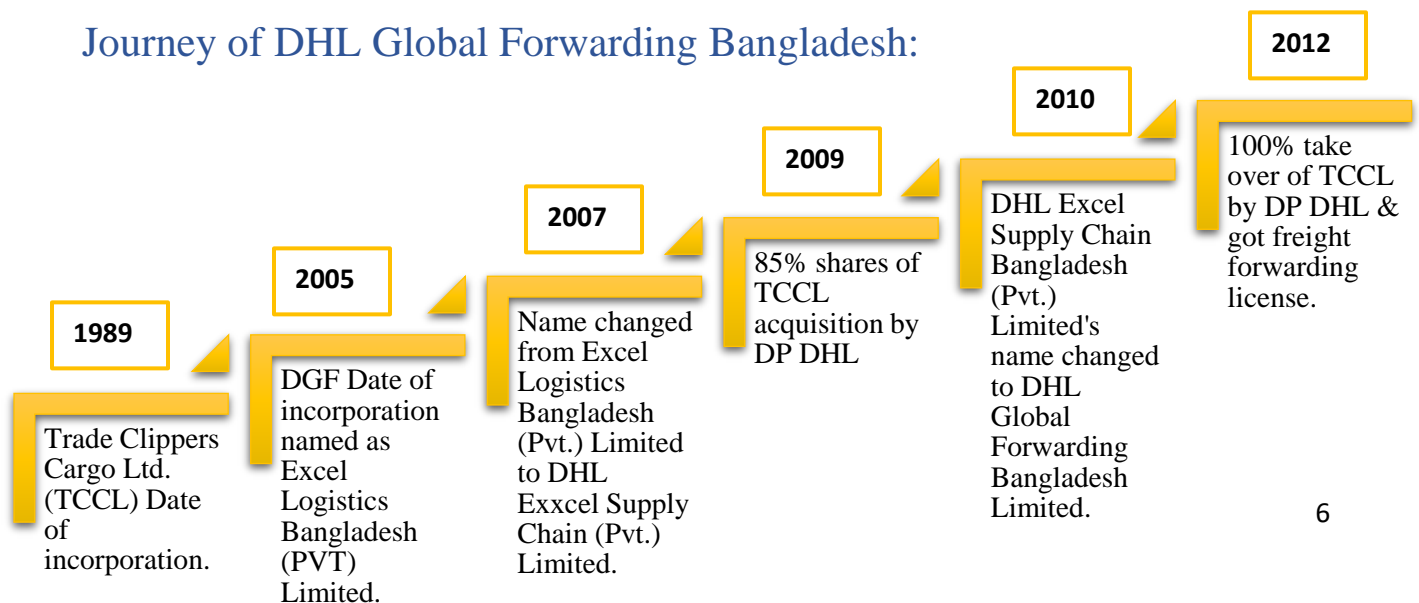 Journey of DHL Global Forwarding Bangladesh:
1989
Trade Clippers
Cargo Ltd.
(TCCL) Date
of
incorporation.
2005
DGF Date of
incorporation
named as
Excel
Logistics
Bangladesh
(PVT)
Limited.
2007
Name changed
from Excel
Logistics
Bangladesh
(Pvt.) Limited
to DHL
Exxcel Supply
Chain (Pvt.)
Limited.
2009
85% shares of
TCCL
acquisition by
DP DHL
2010
DHL Excel
Supply Chain
Bangladesh
(Pvt.)
Limited's
name changed
to DHL
Global
Forwarding
Bangladesh
Limited.
2012
100% take
over of TCCL
by DP DHL &
got freight
forwarding
license.
6